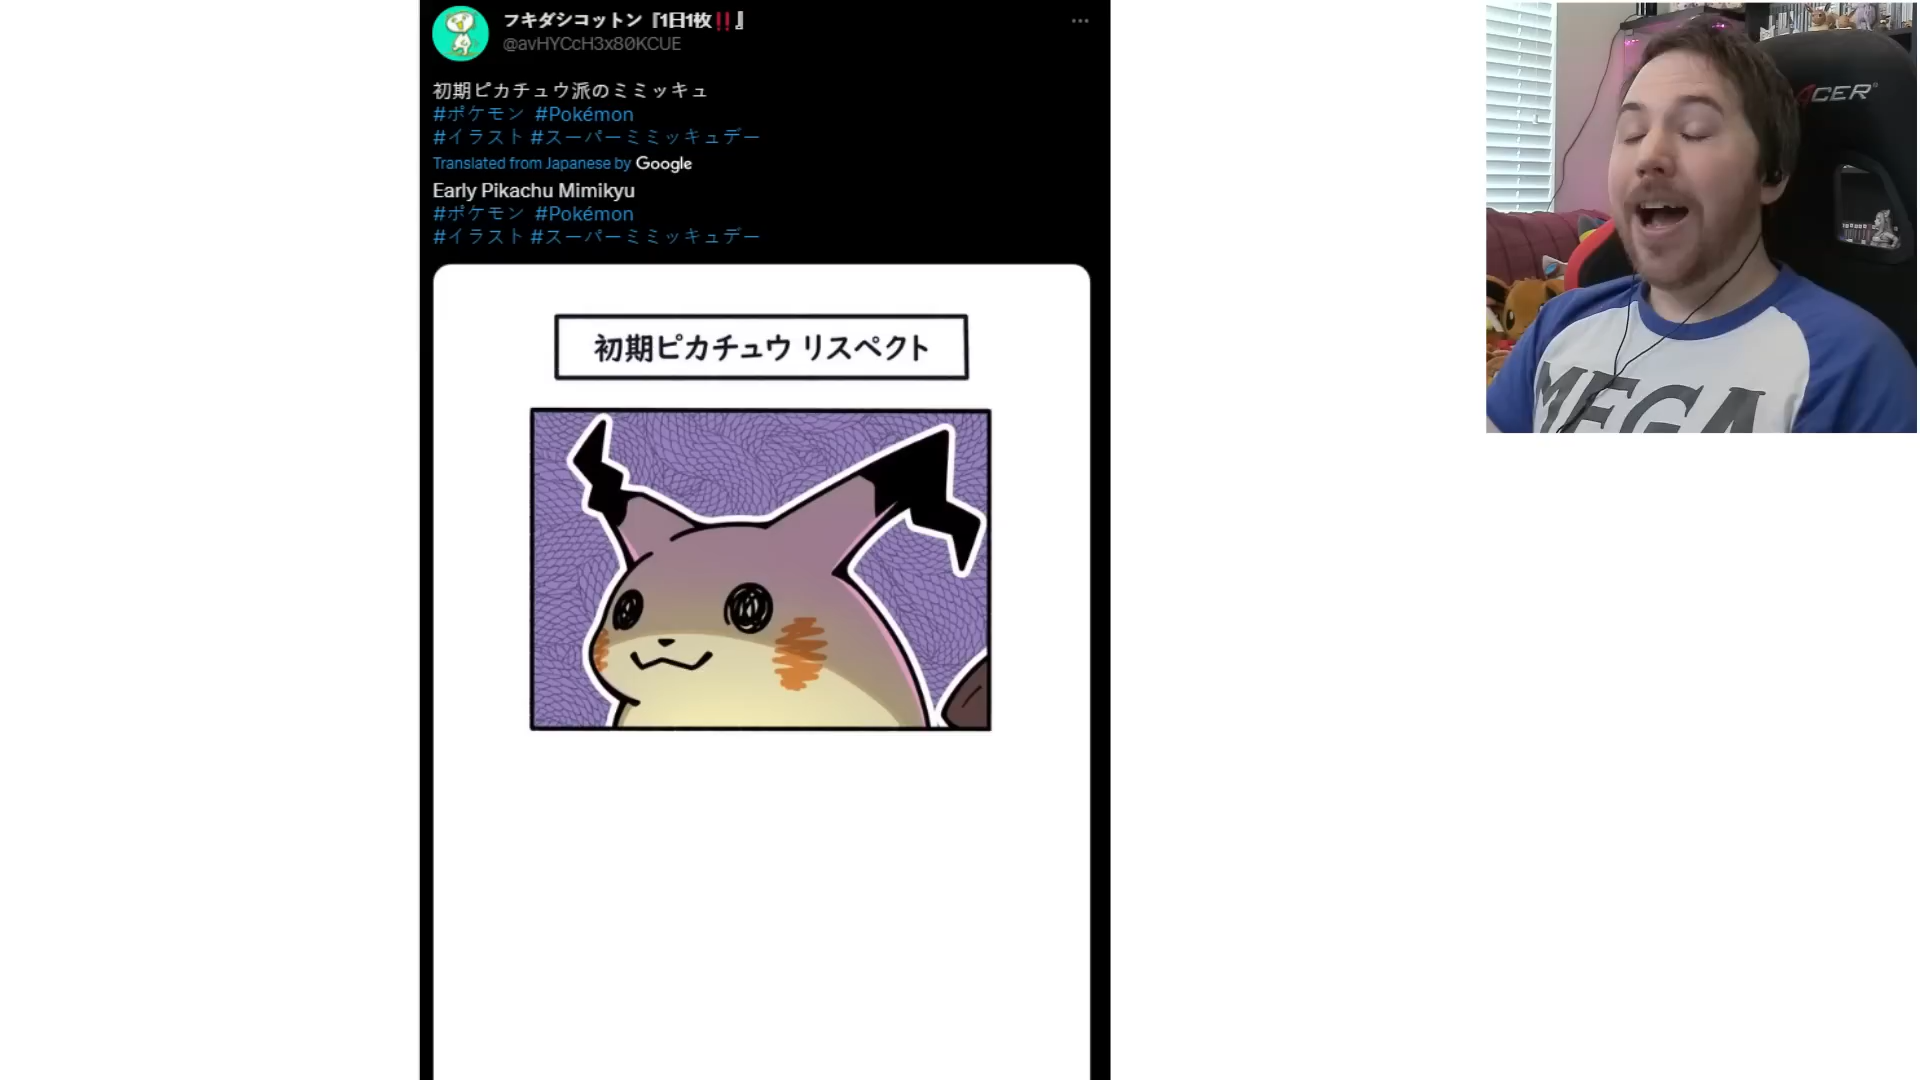 フキダシコットン『1日1枚‼️』
@avHYCcH3x80KCUE
初期ピカチュウ派のミミッキュ
#ポケモン #Pokémon
#イラスト #スーパーミミッキュデー
Translated from Japanese by Google
Early Pikachu Mimikyu
#ポケモン #Pokémon
#イラスト #スーパーミミッキュデー
初期ピカチュウ リスペクト
ACER
MEGA